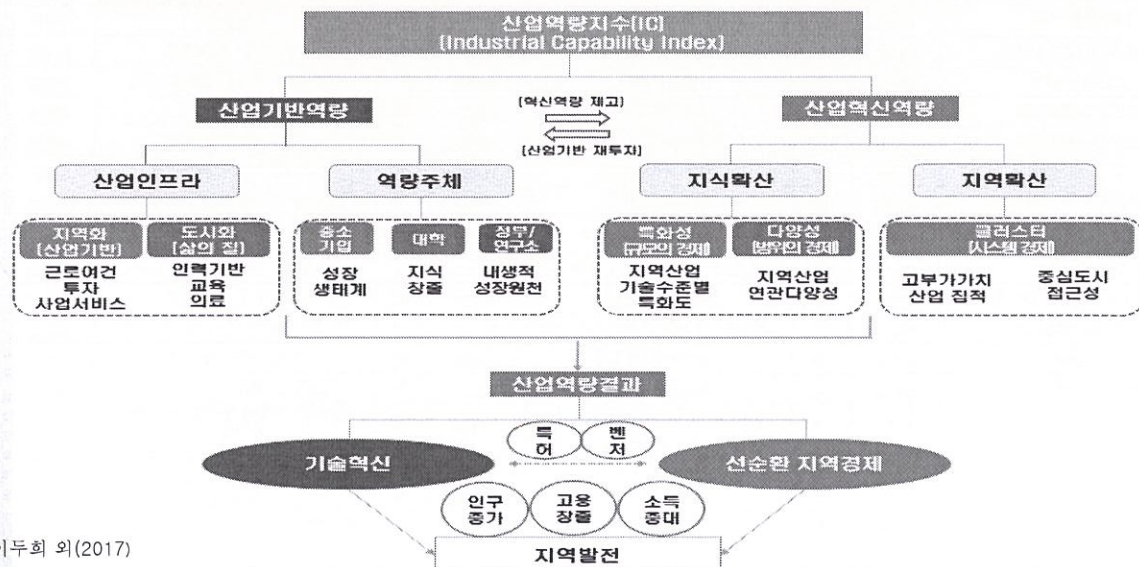 산업역량지수(IC)
(Industrial Capability Index)
산업기반역량
(혁신역량 제고)
(산업기반 재투자)
산업혁신역량
산업인프라
역량주체
지식확산
지역확산
지역화
(산업기반)
근로여건
투자
사업서비스
도시화
(삶의 질)
인력기반
교육
의료
중소
기업
성장
생태계
대학
지식
창출
정부/
연구소
내생적
성장원천
특화성
(규모의 경제)
지역산업
기술수준별
특화도
다양성
(범위의 경제)
지역산업
연관다양성
클러스터
(시스템 경제)
고부가가치
산업 집적
중심도시
접근성
산업역량결과
특
허
벤
처
기술혁신
선순환 지역경제
인구
증가
고용
창출
소득
증대
지역발전
이두희 외(2017)